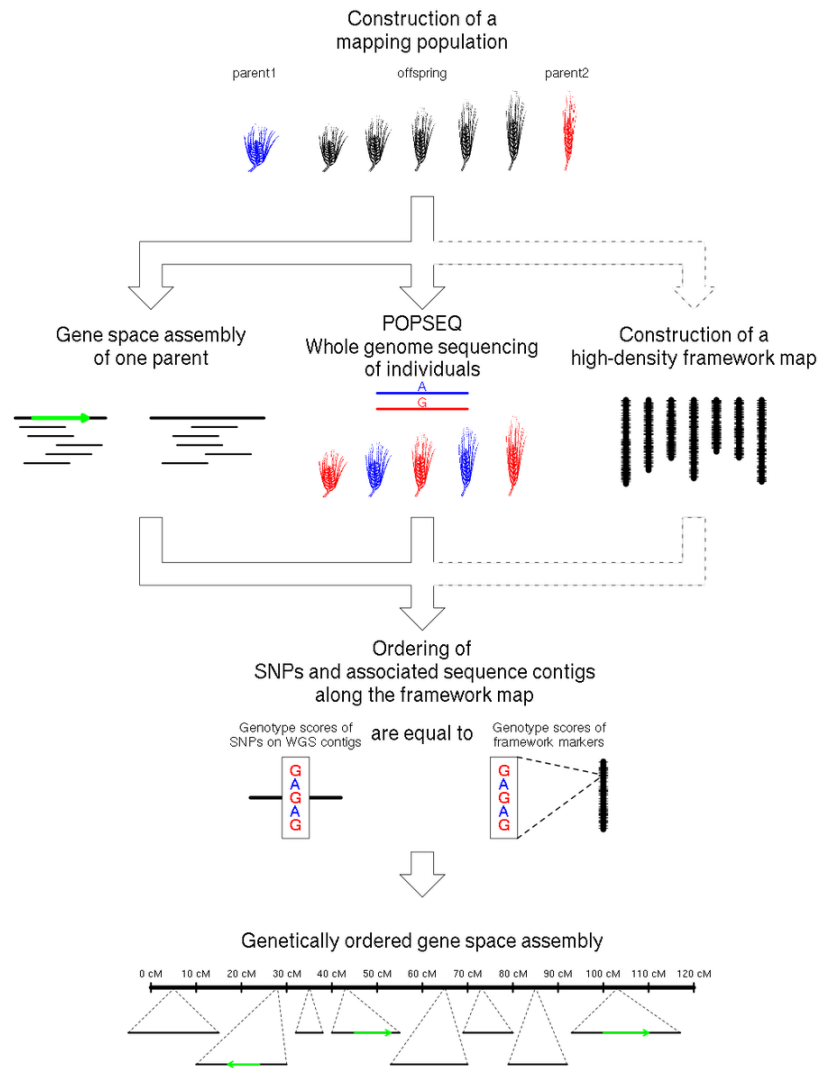 Construction of a
mapping population
parent1
offspring
parent2
Gene space assembly
of one parent
POPSEQ
Whole genome sequencing
of individuals
A
G
Construction of a
high-density framework map
Ordering of
SNPs and associated sequence contigs
along the framework map
Genotype scores of
SNPs on WGS contigs
are equal to
Genotype scores of
framework markers
G
A
G
A
G
G
A
G
A
G
Genetically ordered gene space assembly
0 cM 10 cM 20 cM 30 cM 40 cM 50 cM 60 cM 70 cM 80 cM 90 cM 100 cM 110 cM 120 cM